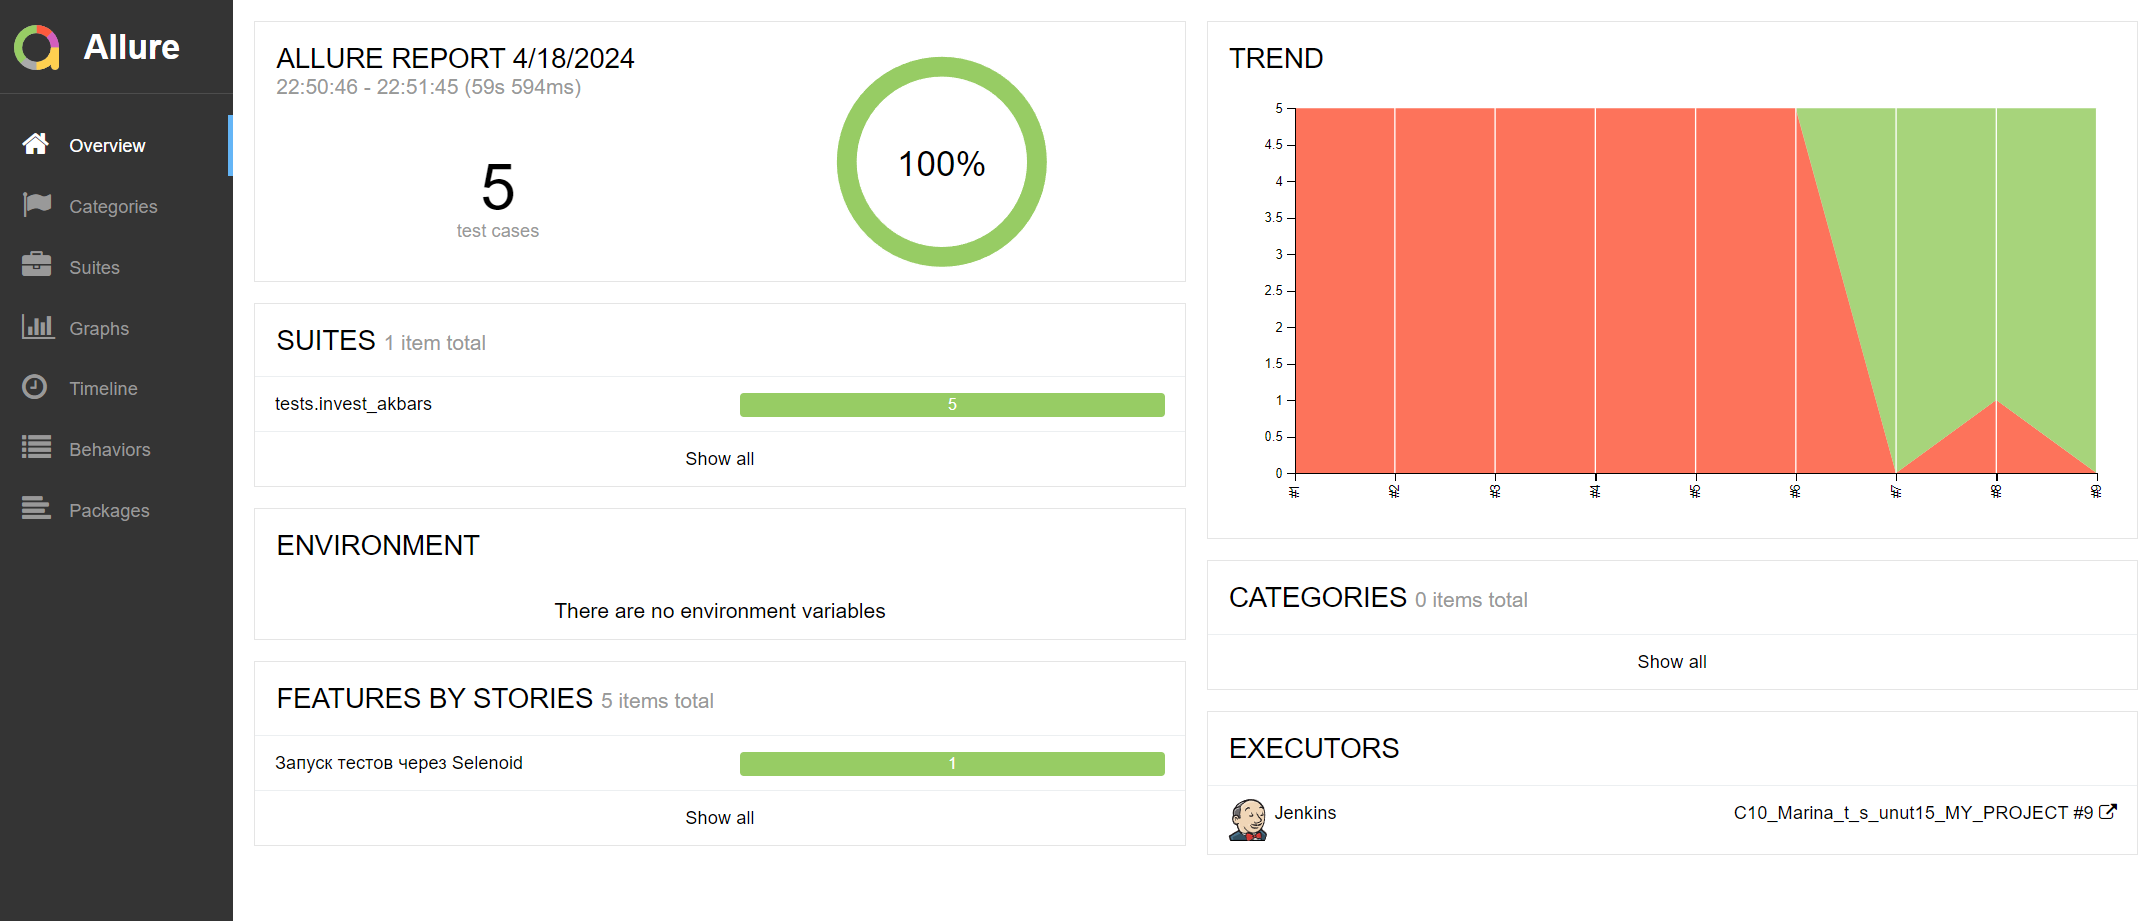 Allure
Overview
Categories
Suites
Graphs
Timeline
Behaviors
Packages
ALLURE REPORT 4/18/2024
22:50:46 - 22:51:45 (59s 594ms)
5
test cases
100%
SUITES 1 item total
tests.invest_akbars 5
Show all
ENVIRONMENT
There are no environment variables
FEATURES BY STORIES 5 items total
Запуск тестов через Selenoid 1
Show all
TREND
5
4.5
4
3.5
3
2.5
2
1.5
1
0.5
0
#1 #2 #3 #4 #5 #6 #7 #8 #9
CATEGORIES 0 items total
Show all
EXECUTORS
Jenkins C10_Marina_t_s_unut15_MY_PROJECT #9